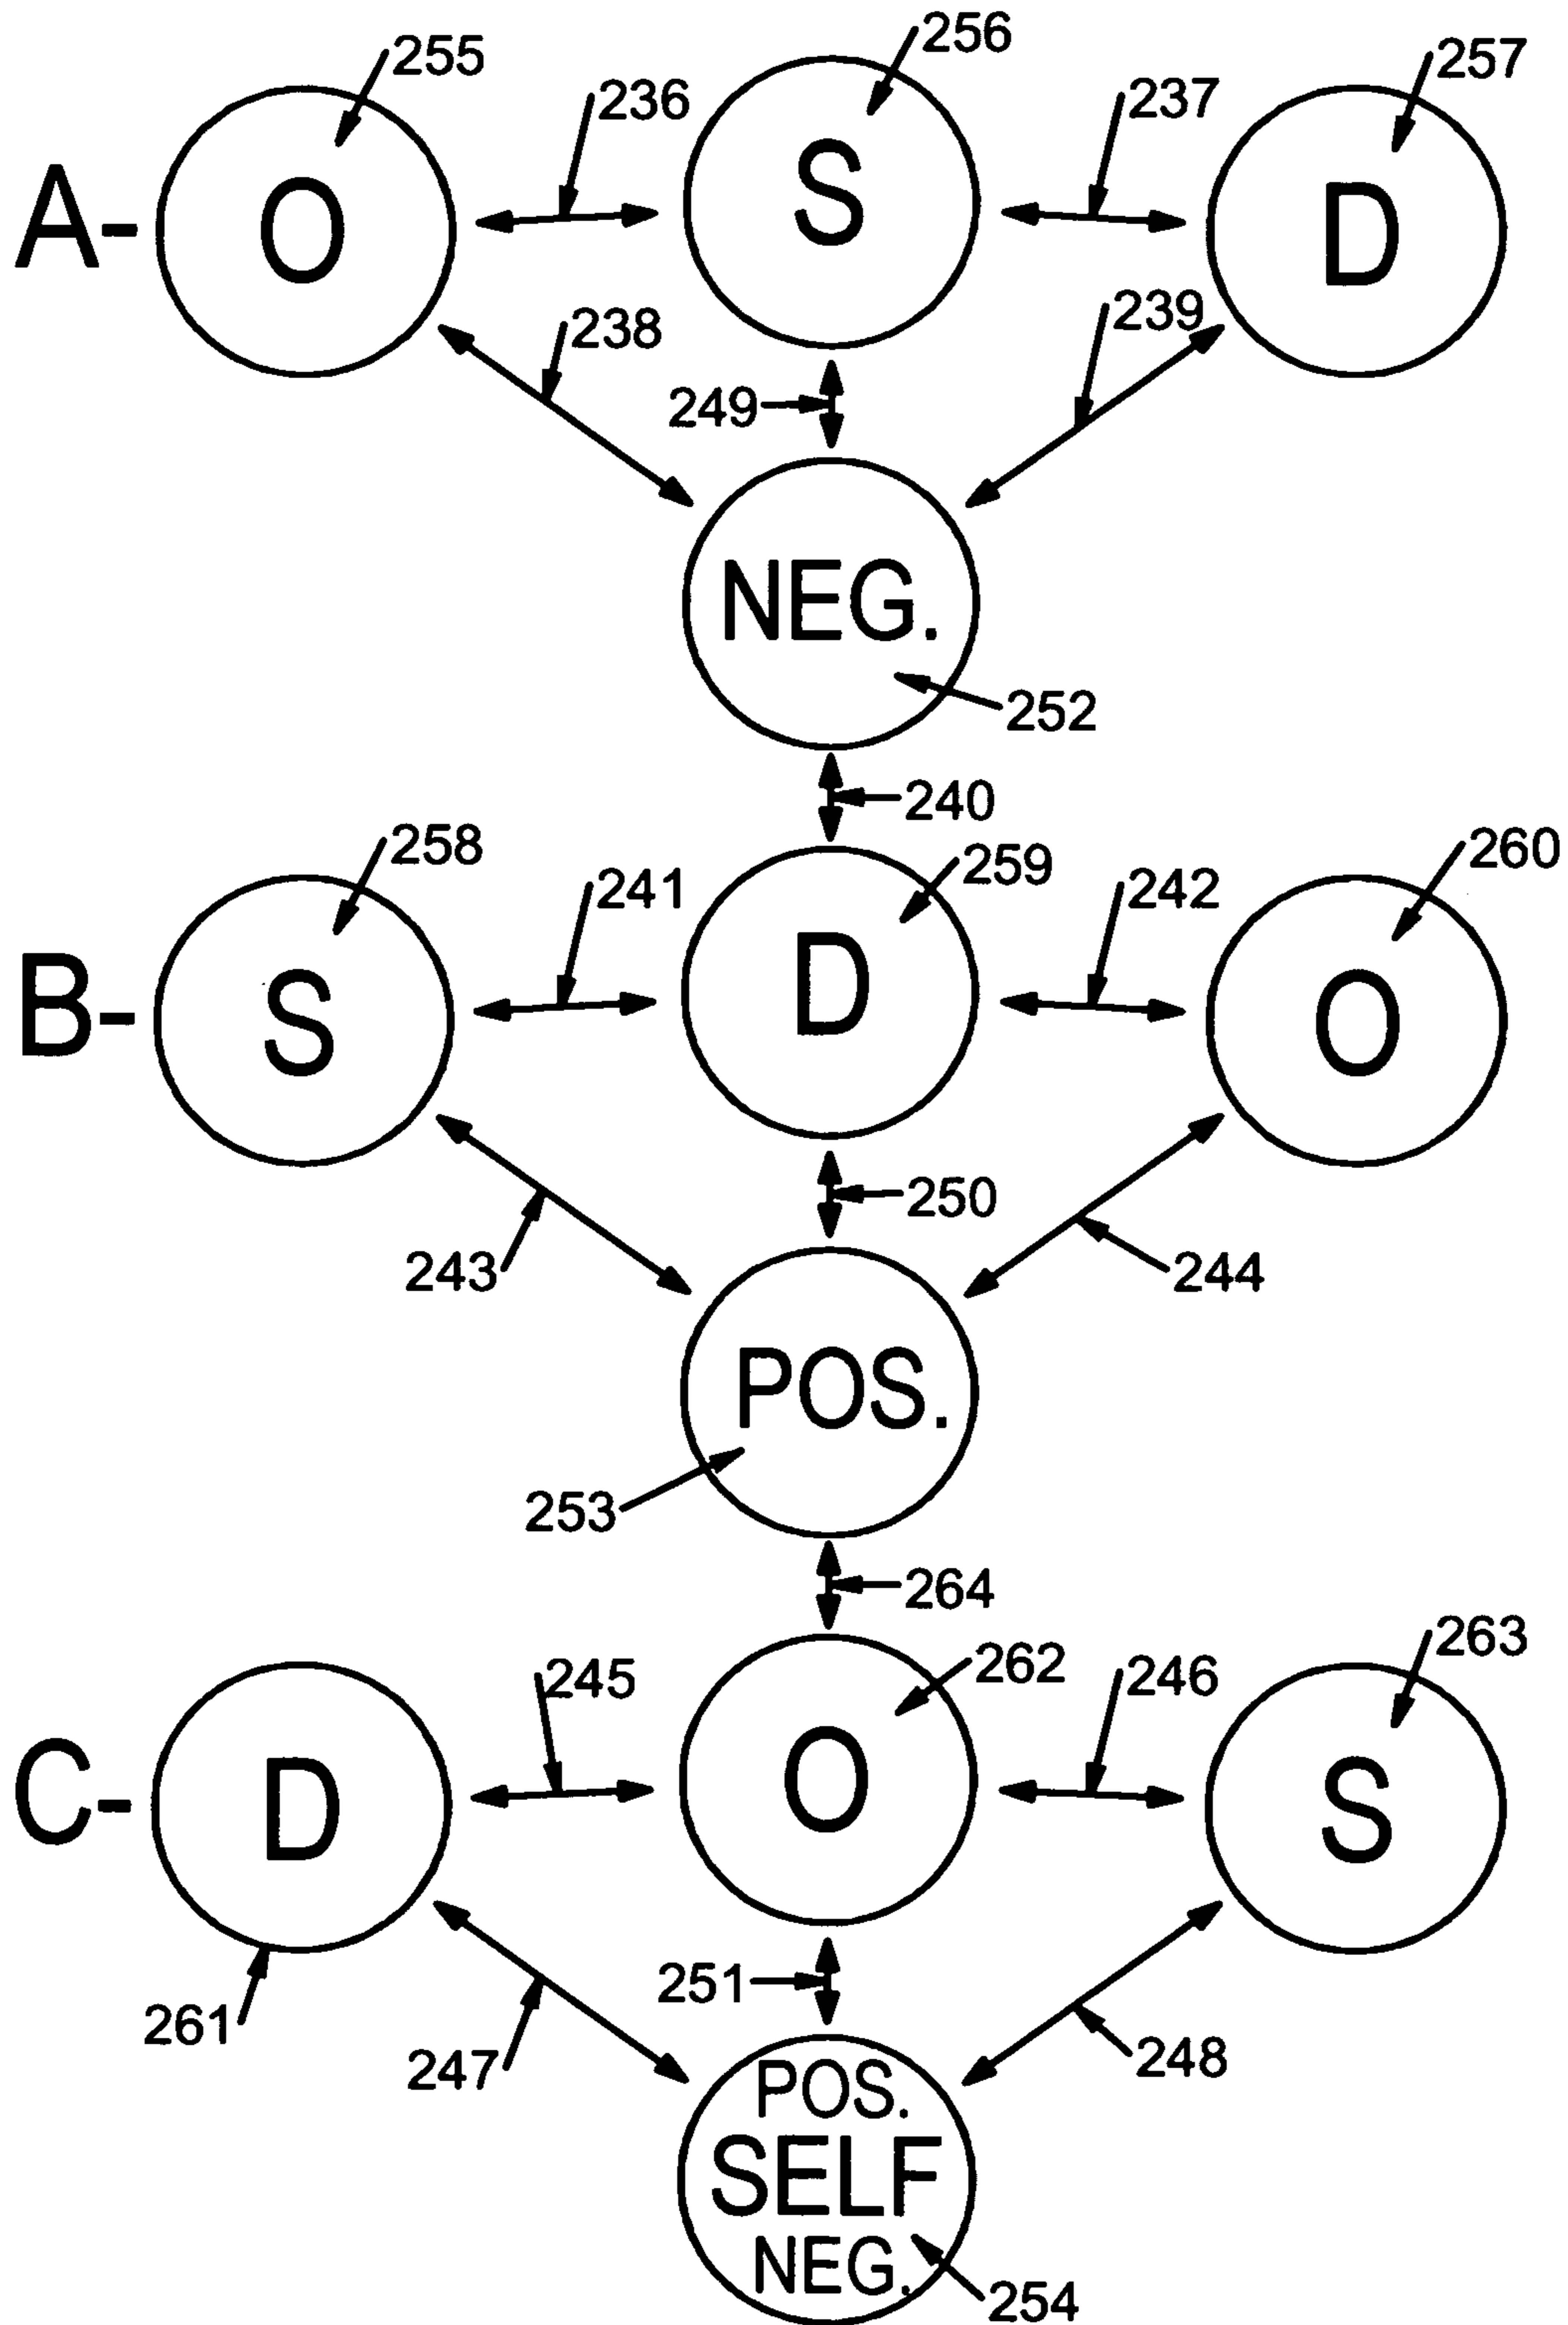 255 256 257
236 237
A- O S D
238 239
249
NEG.
252
240
258 259 260
241 242
B- S D O
250
243 244
POS.
253
264
262 263
245 246
C- D O S
251
261 247 248
POS.
SELF
NEG.
254